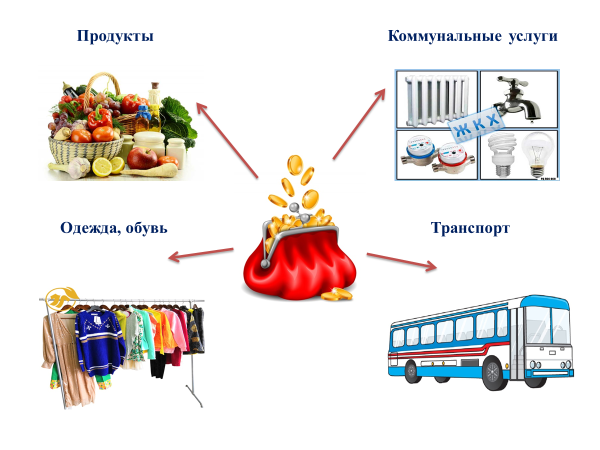 Продукты
Коммунальные услуги
ЖКХ
Одежда, обувь
Транспорт